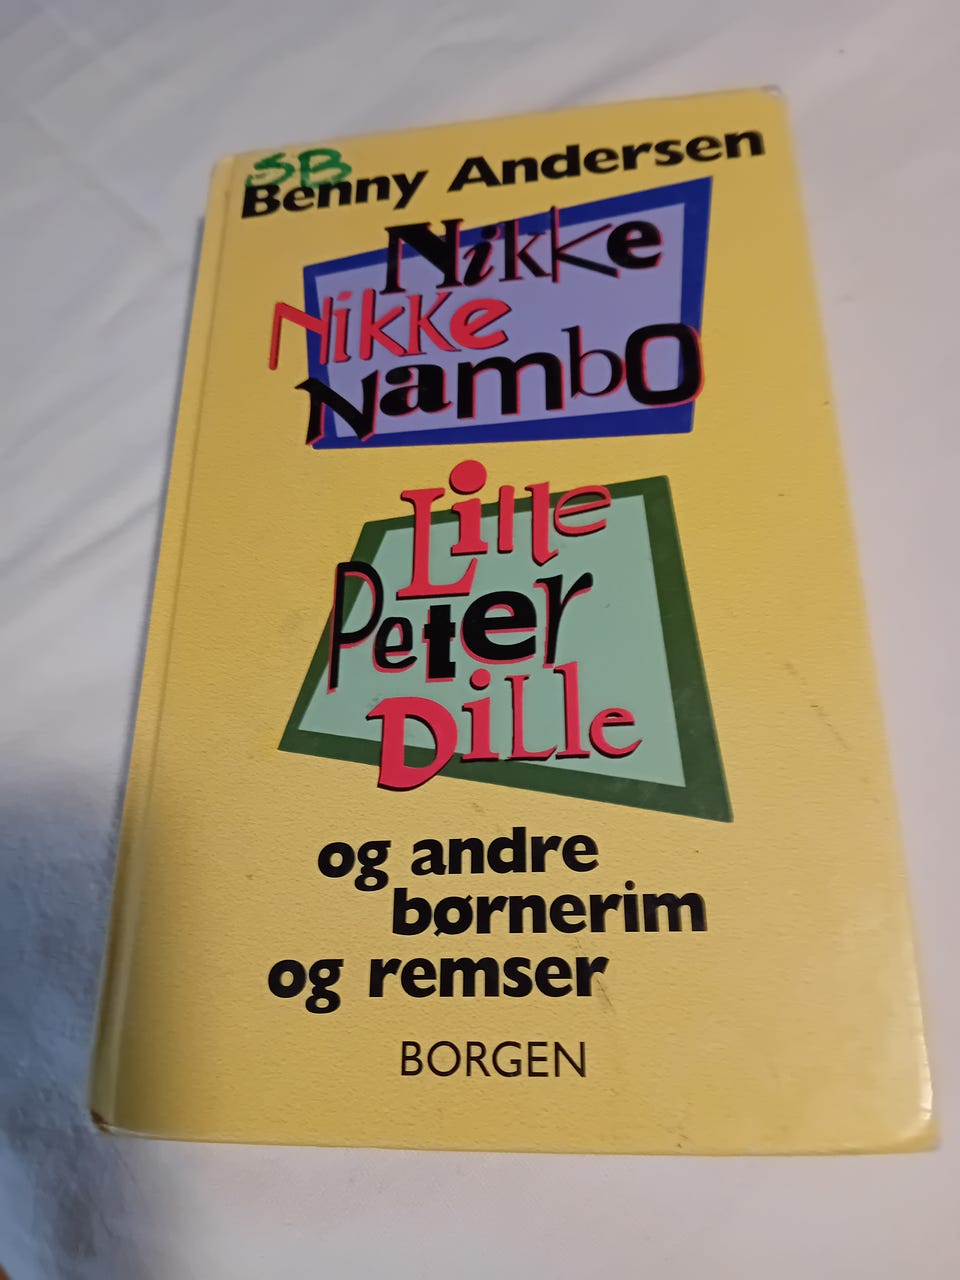 SB
Benny Andersen
Nikke
Nikke
Nambo
Lille
Peter
Dille
og andre
børnerim
og remser
BORGEN